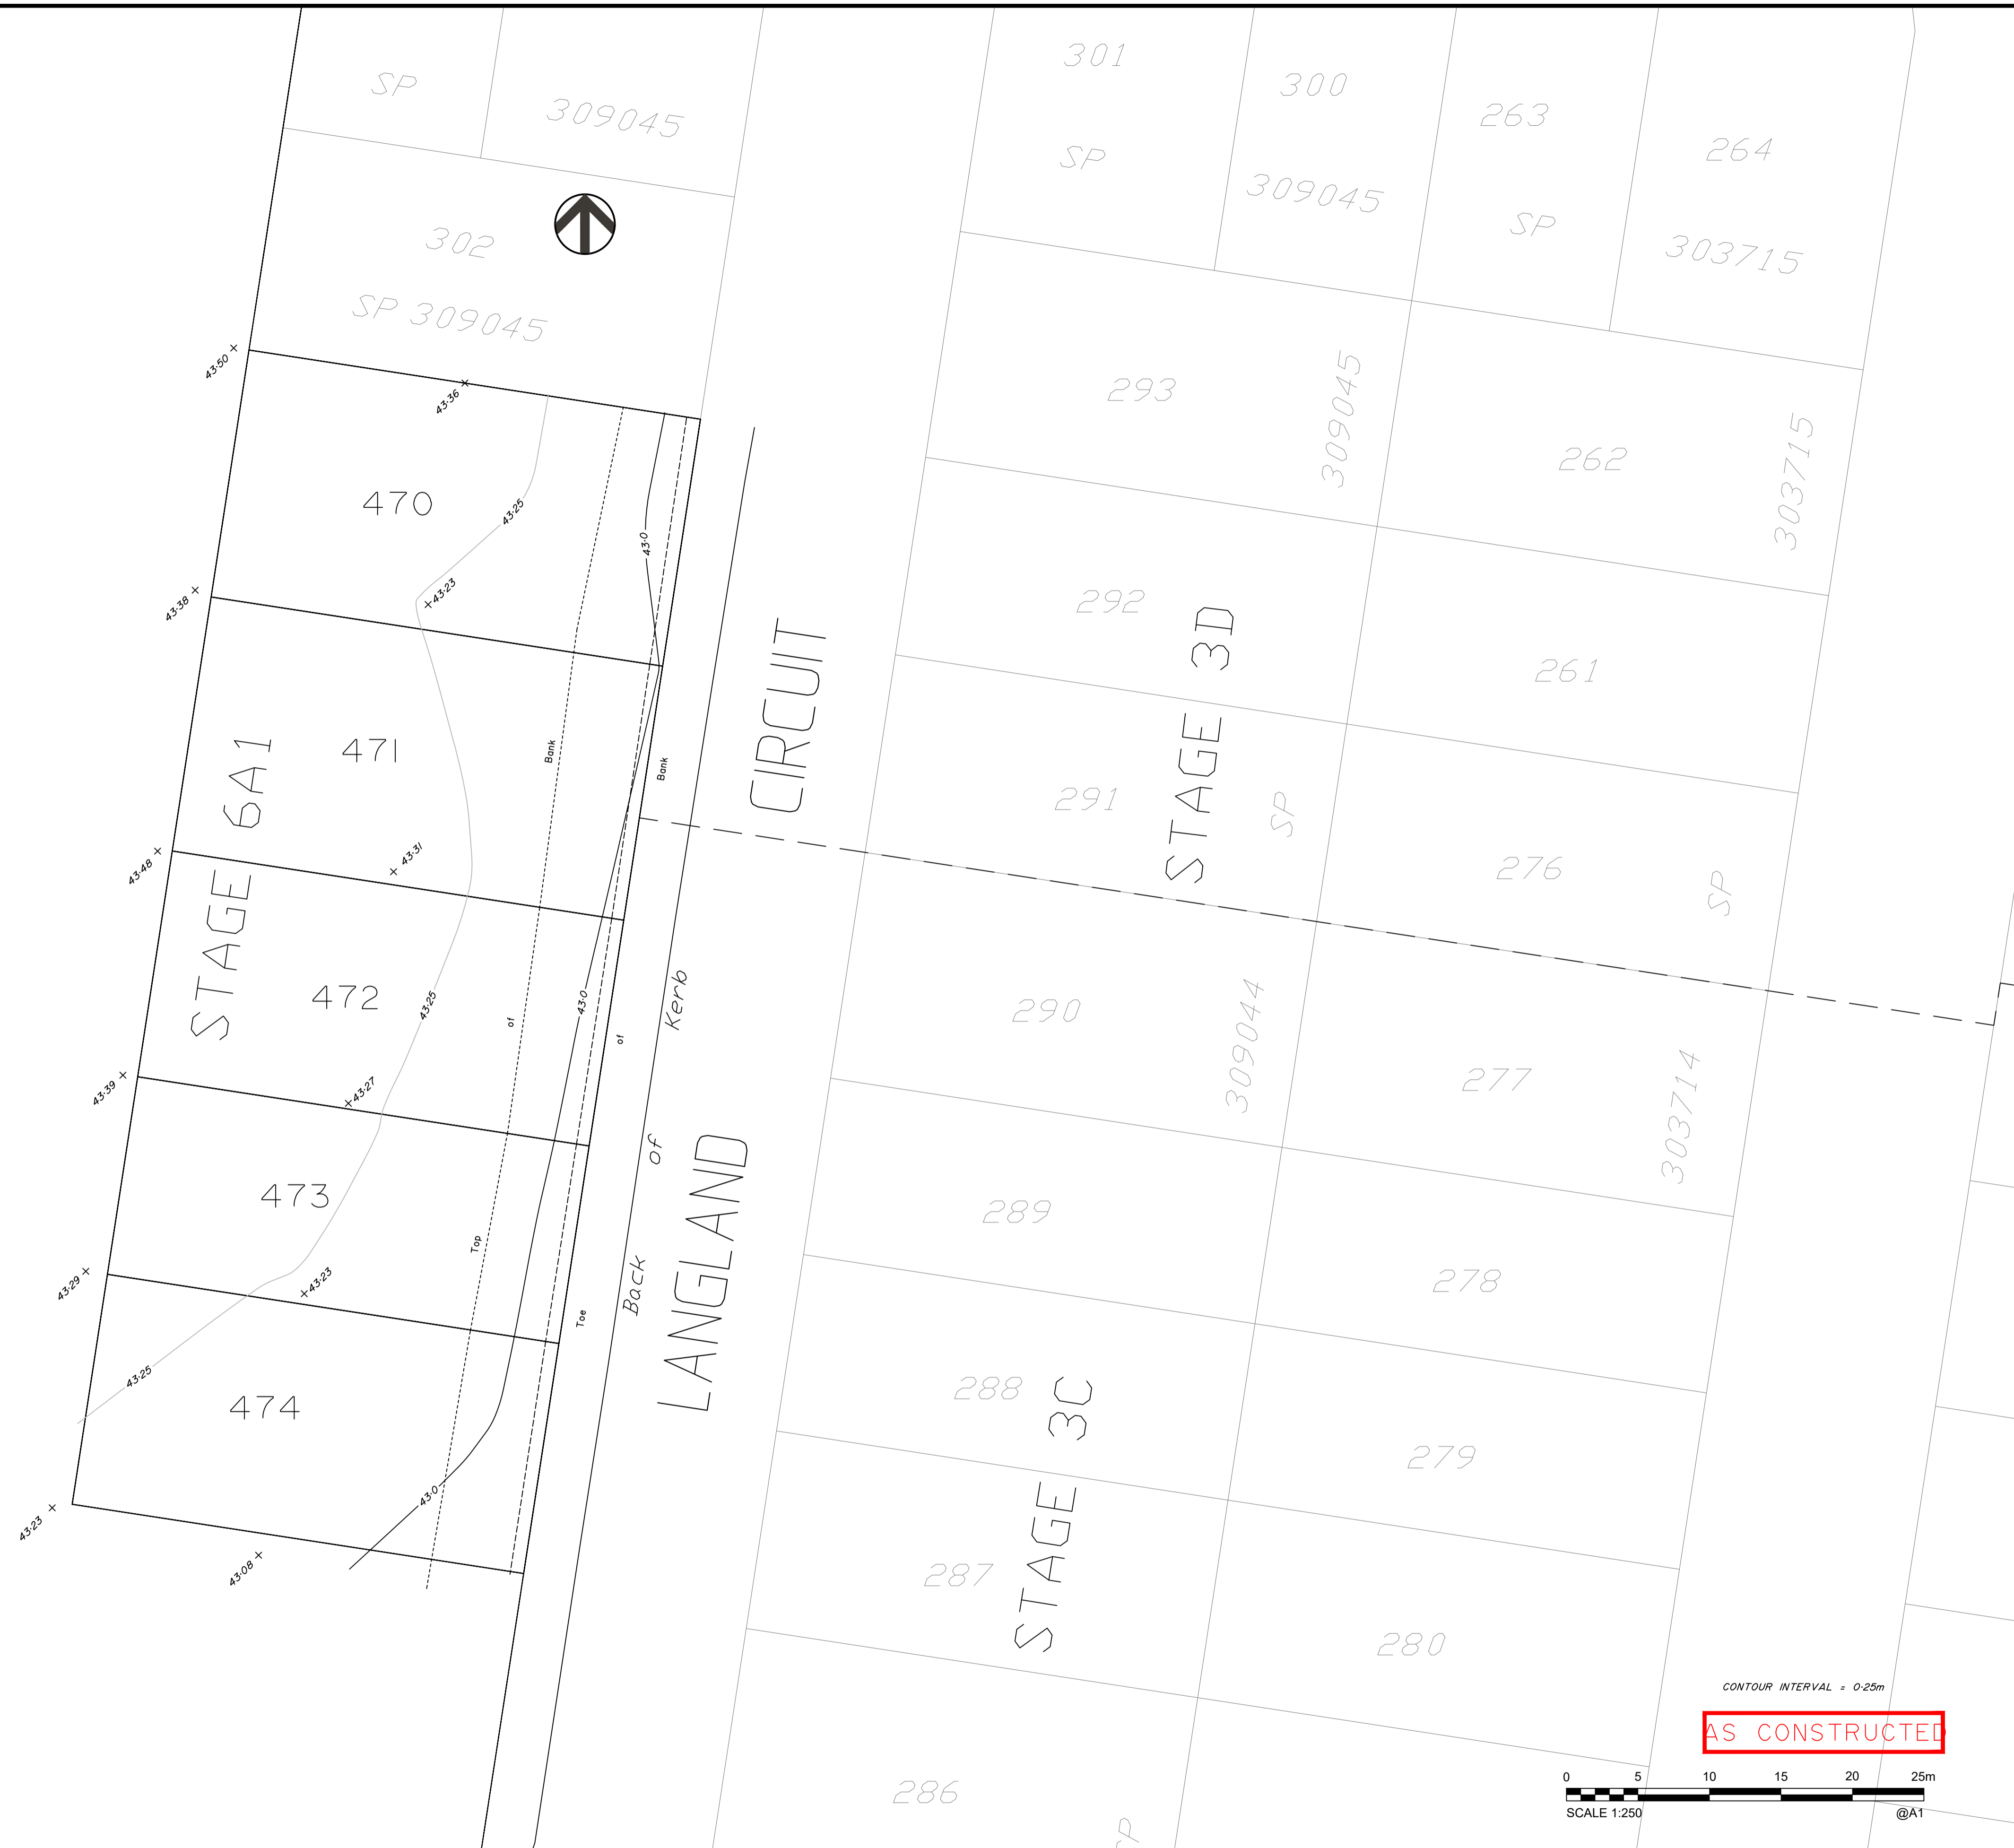 301
300
263
264
SP
309045
SP
309045
SP
303715
302
SP 309045
43·50
43·36
293
309045
262
303715
470
43·25
43·0
43·23
43·38
292
STAGE 3D
261
CIRCUIT
471
Bank
Bank
STAGE 6A1
291
SP
276
SP
43·48
43·31
472
43·25
43·0
of
of
Kerb
290
309044
277
303714
43·39
43·27
of
473
289
278
Top
LANGLAND
Back
Toe
43·29
43·23
43·25
474
288
STAGE 3C
279
43·0
43·23
43·08
287
280
CONTOUR INTERVAL = 0·25m
AS CONSTRUCTED
286
SP
0 5 10 15 20 25m
SCALE 1:250 @A1